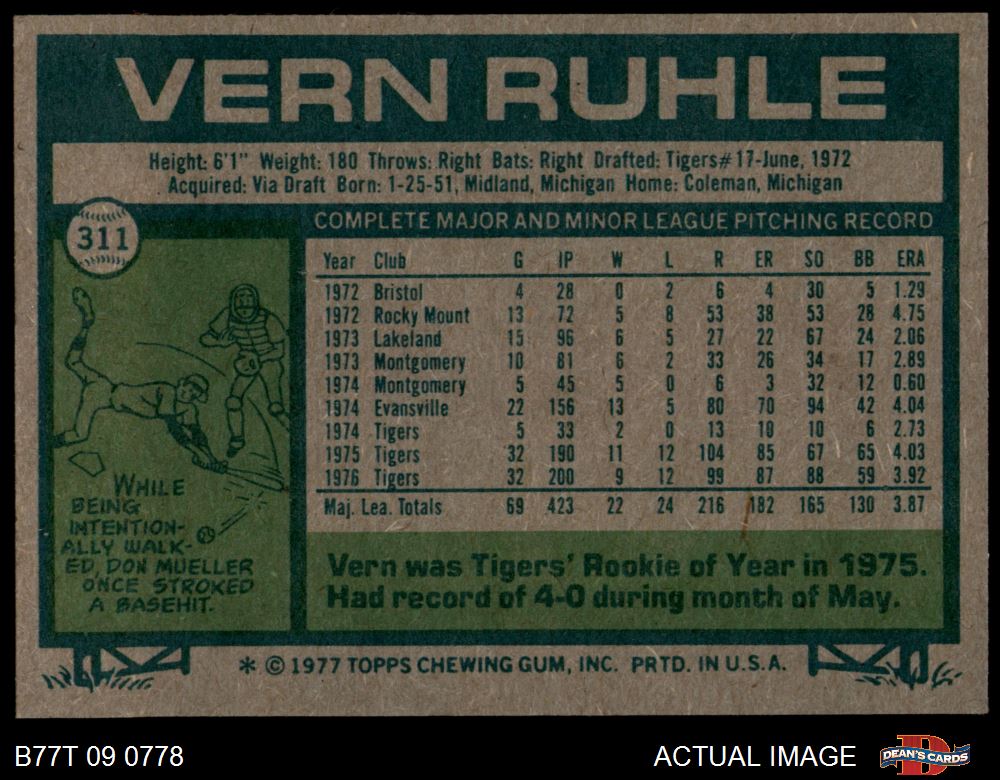 VERN RUHLE
Height: 6'1" Weight: 180 Throws: Right Bats: Right Drafted: Tigers#17-June, 1972
Acquired: Via Draft Born: 1-25-51, Midland, Michigan Home: Coleman, Michigan
311
COMPLETE MAJOR AND MINOR LEAGUE PITCHING RECORD
Year Club G IP W L R ER SO BB ERA
1972 Bristol 4 28 0 2 6 4 30 5 1.29
1972 Rocky Mount 13 72 5 8 53 38 53 28 4.75
1973 Lakeland 15 96 6 5 27 22 67 24 2.06
1973 Montgomery 10 81 6 2 33 26 34 17 2.89
1974 Montgomery 5 45 5 0 6 3 32 12 0.60
1974 Evansville 22 156 13 5 80 70 94 42 4.04
1974 Tigers 5 33 2 0 13 10 10 6 2.73
1975 Tigers 32 190 11 12 104 85 67 65 4.03
1976 Tigers 32 200 9 12 99 87 88 59 3.92
Maj. Lea. Totals 69 423 22 24 216 182 165 130 3.87
WHILE
BEING
INTENTION-
ALLY WALK-
ED, DON MUELLER
ONCE STROKED
A BASEHIT.
Vern was Tigers' Rookie of Year in 1975.
Had record of 4-0 during month of May.
* © 1977 TOPPS CHEWING GUM, INC. PRTD. IN U.S.A.
B77T 09 0778
ACTUAL IMAGE
DEAN'S CARDS